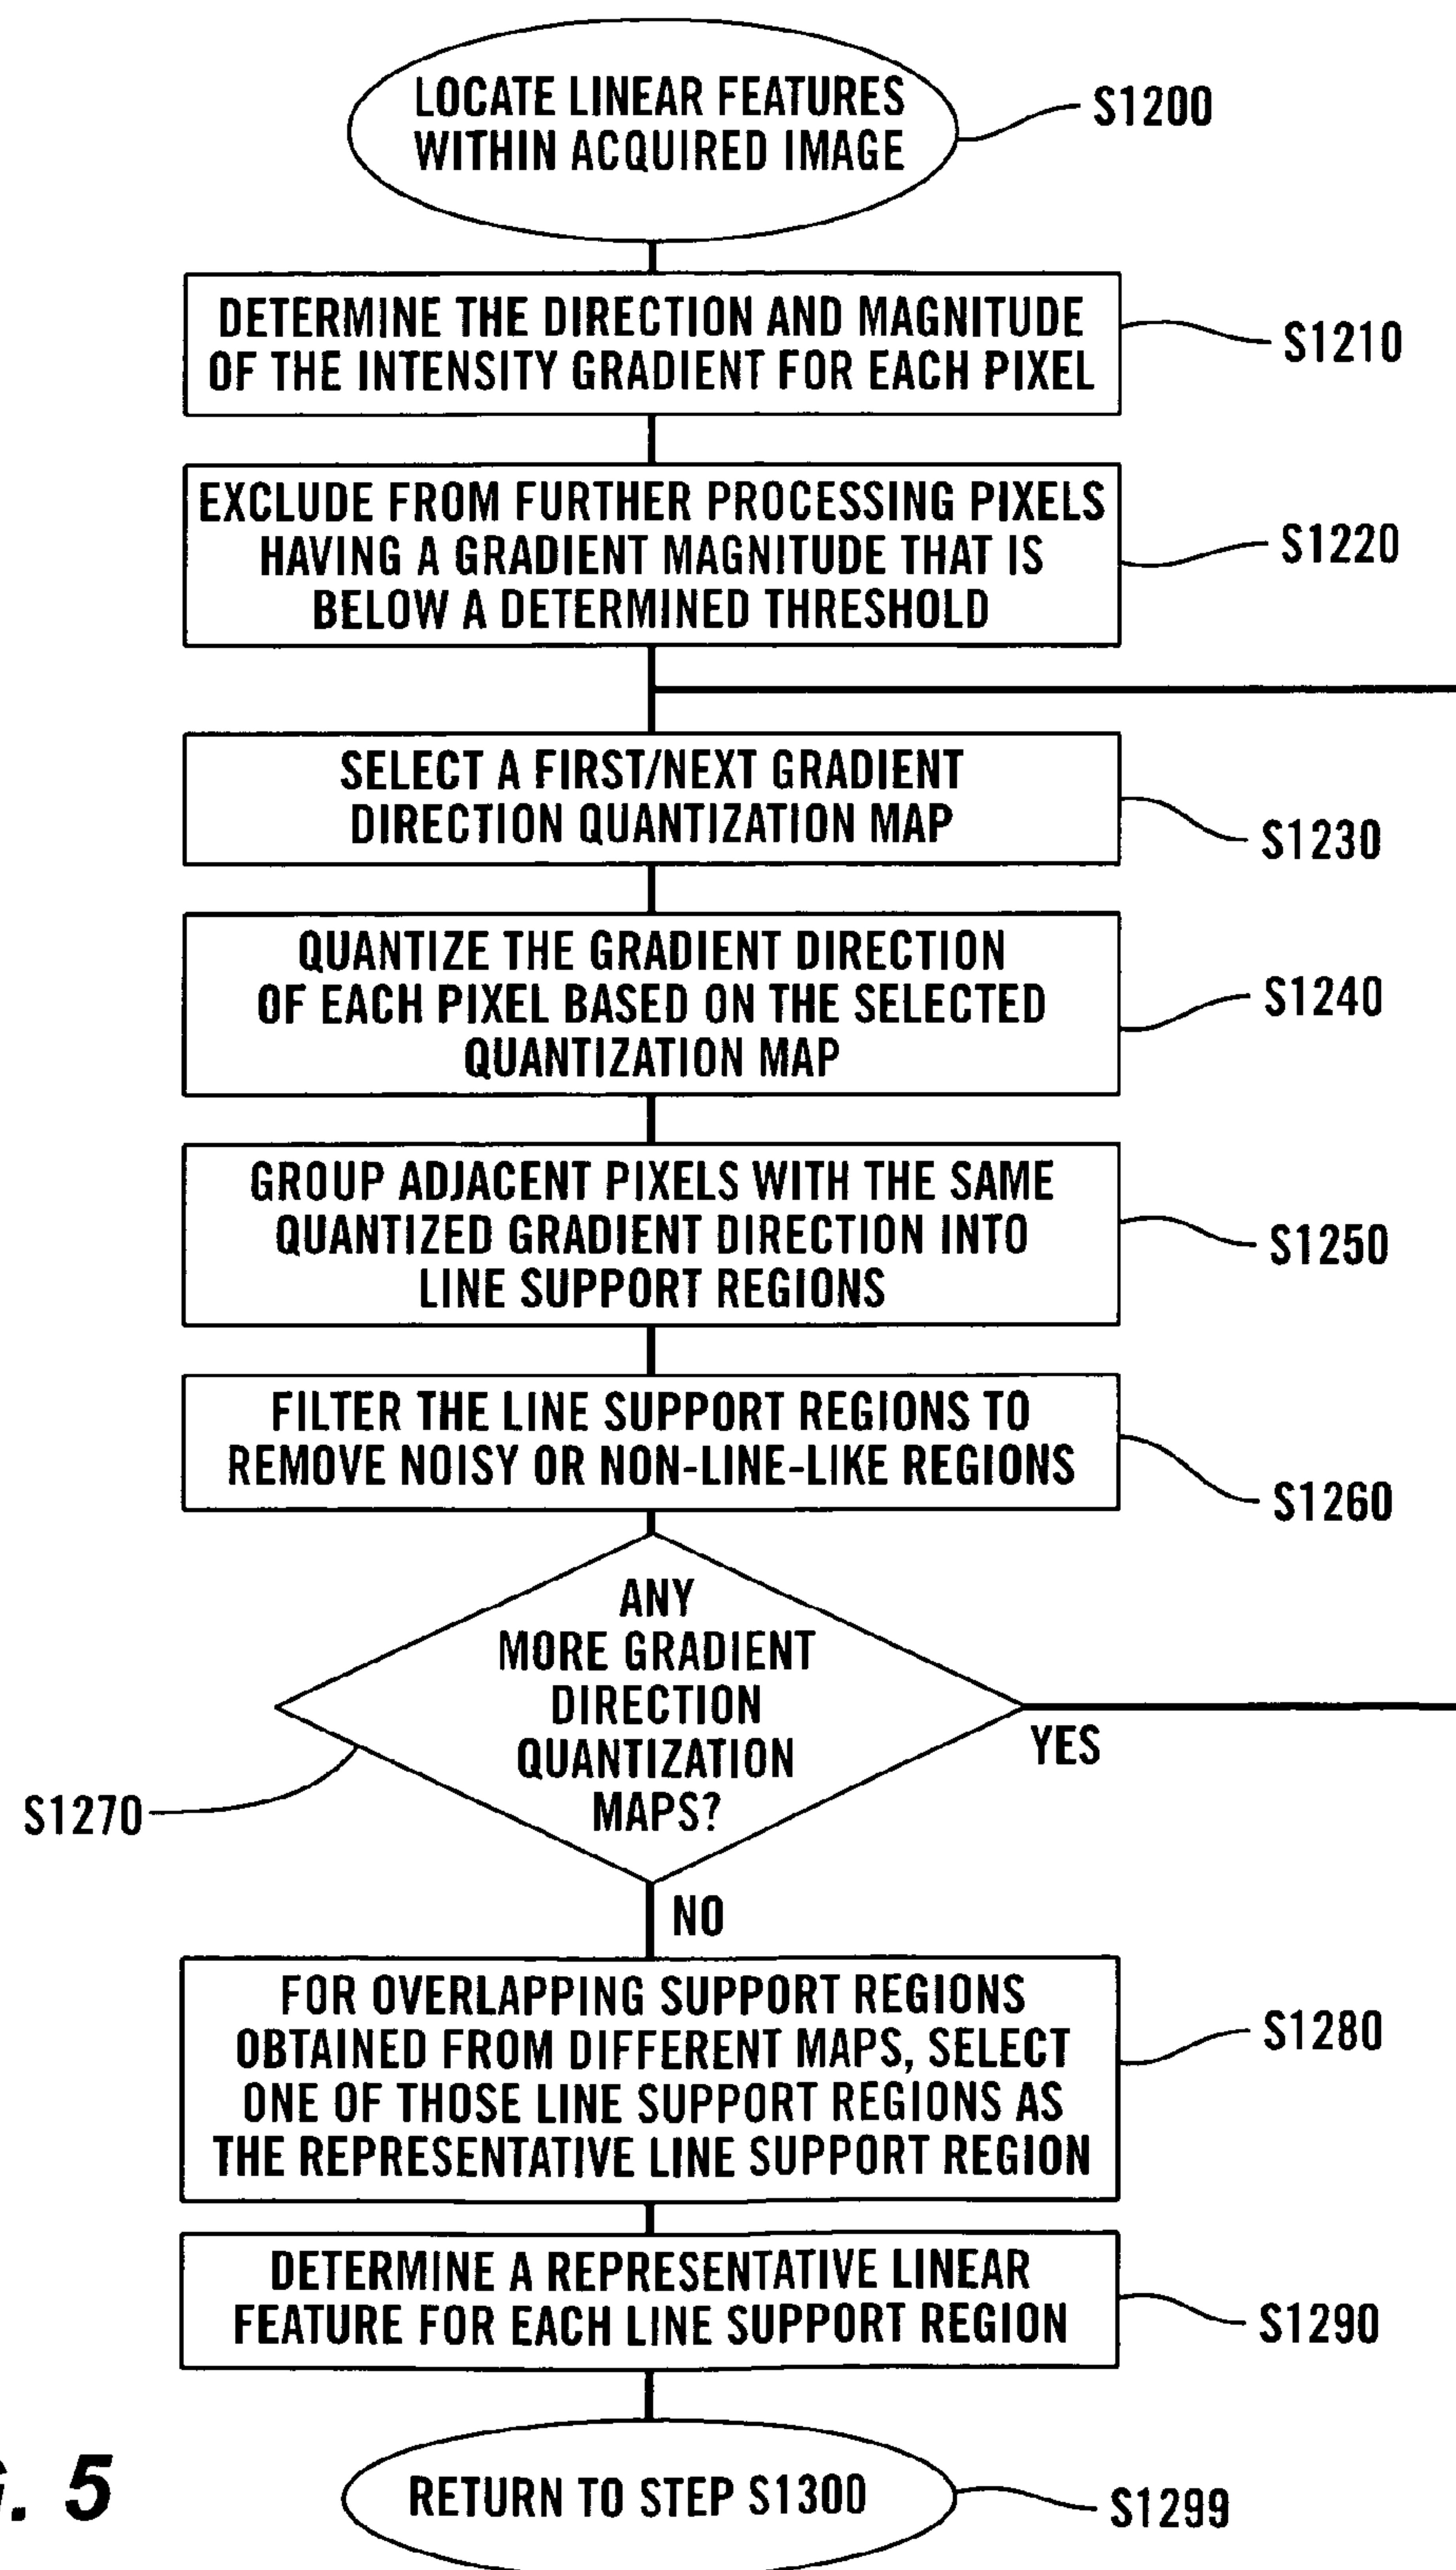 LOCATE LINEAR FEATURES
WITHIN ACQUIRED IMAGE
S1200
DETERMINE THE DIRECTION AND MAGNITUDE
OF THE INTENSITY GRADIENT FOR EACH PIXEL
S1210
EXCLUDE FROM FURTHER PROCESSING PIXELS
HAVING A GRADIENT MAGNITUDE THAT IS
BELOW A DETERMINED THRESHOLD
S1220
SELECT A FIRST/NEXT GRADIENT
DIRECTION QUANTIZATION MAP
S1230
QUANTIZE THE GRADIENT DIRECTION
OF EACH PIXEL BASED ON THE SELECTED
QUANTIZATION MAP
S1240
GROUP ADJACENT PIXELS WITH THE SAME
QUANTIZED GRADIENT DIRECTION INTO
LINE SUPPORT REGIONS
S1250
FILTER THE LINE SUPPORT REGIONS TO
REMOVE NOISY OR NON-LINE-LIKE REGIONS
S1260
ANY
MORE GRADIENT
DIRECTION
QUANTIZATION
MAPS?
YES
S1270
NO
FOR OVERLAPPING SUPPORT REGIONS
OBTAINED FROM DIFFERENT MAPS, SELECT
ONE OF THOSE LINE SUPPORT REGIONS AS
THE REPRESENTATIVE LINE SUPPORT REGION
S1280
DETERMINE A REPRESENTATIVE LINEAR
FEATURE FOR EACH LINE SUPPORT REGION
S1290
RETURN TO STEP S1300
S1299
. 5